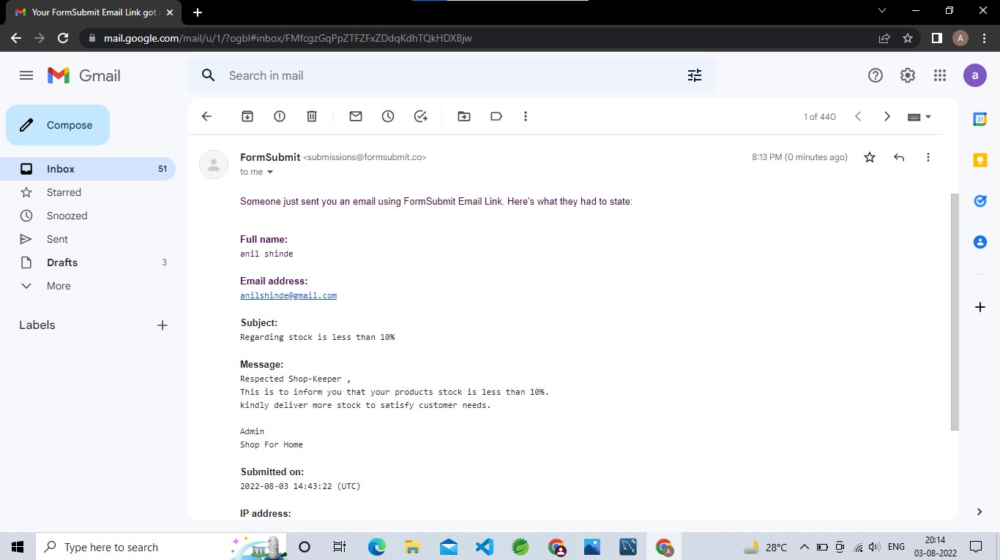 Your FormSubmit Email Link got
mail.google.com/mail/u/1/?ogbl#inbox/FMfcgzGqPpZTFZFxZDdqKdhTQkHDXBjw
A
Gmail
Search in mail
a
Compose
1 of 440
31
Inbox 51
Starred
Snoozed
Sent
Drafts 3
More
Labels
FormSubmit <submissions@formsubmit.co>
8:13 PM (0 minutes ago)
to me
Someone just sent you an email using FormSubmit Email Link. Here's what they had to state:
Full name:
anil shinde
Email address:
anilshinde@gmail.com
Subject:
Regarding stock is less than 10%
Message:
Respected Shop-Keeper ,
This is to inform you that your products stock is less than 10%.
kindly deliver more stock to satisfy customer needs.
Admin
Shop For Home
Submitted on:
2022-08-03 14:43:22 (UTC)
IP address:
Type here to search
A
28°C
ENG
20:14
03-08-2022